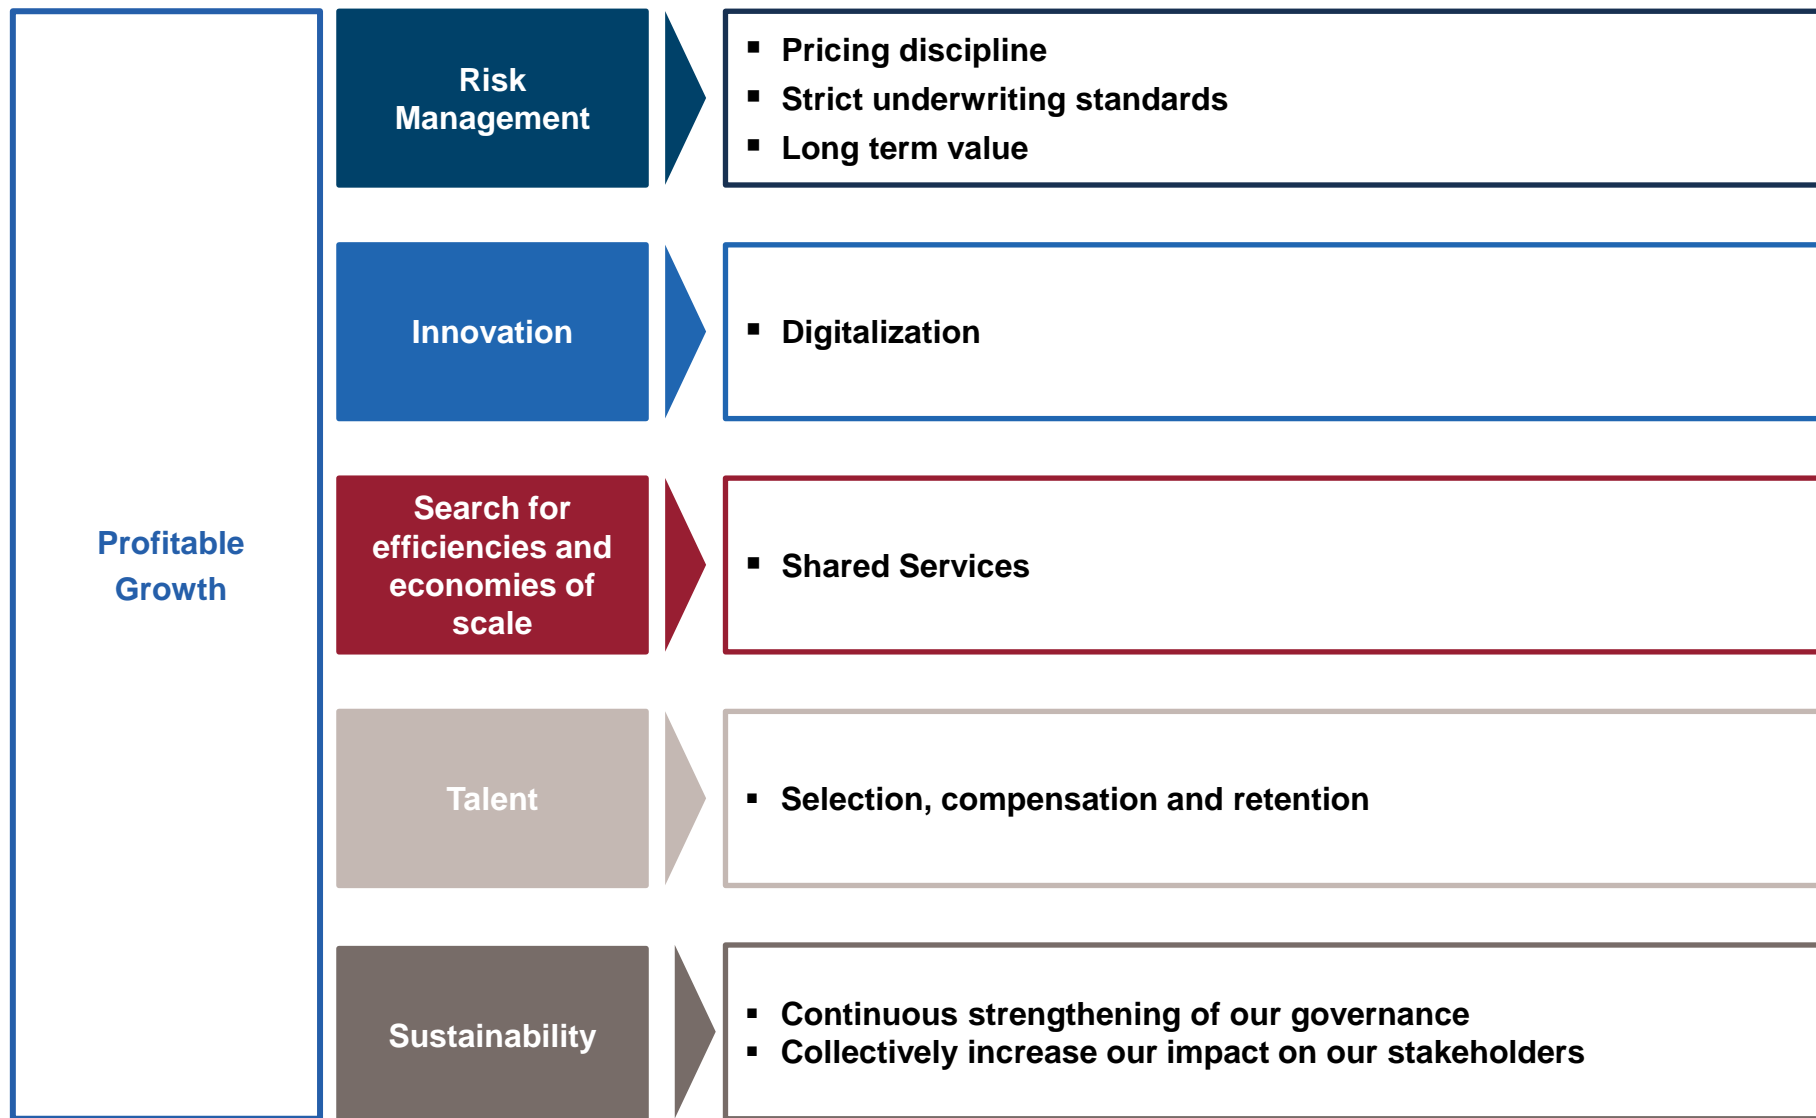 Profitable
Growth
Risk
Management
▪ Pricing discipline
▪ Strict underwriting standards
▪ Long term value
Innovation
▪ Digitalization
Search for
efficiencies and
economies of
scale
▪ Shared Services
Talent
▪ Selection, compensation and retention
Sustainability
▪ Continuous strengthening of our governance
▪ Collectively increase our impact on our stakeholders